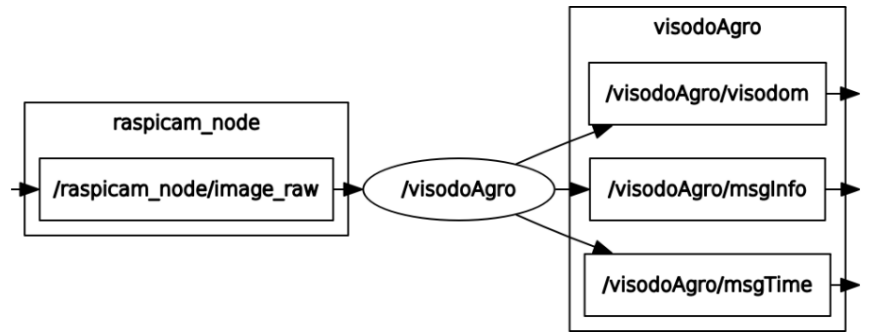 raspicam_node
/raspicam_node/image_raw
/visodoAgro
visodoAgro
/visodoAgro/visodom
/visodoAgro/msgInfo
/visodoAgro/msgTime